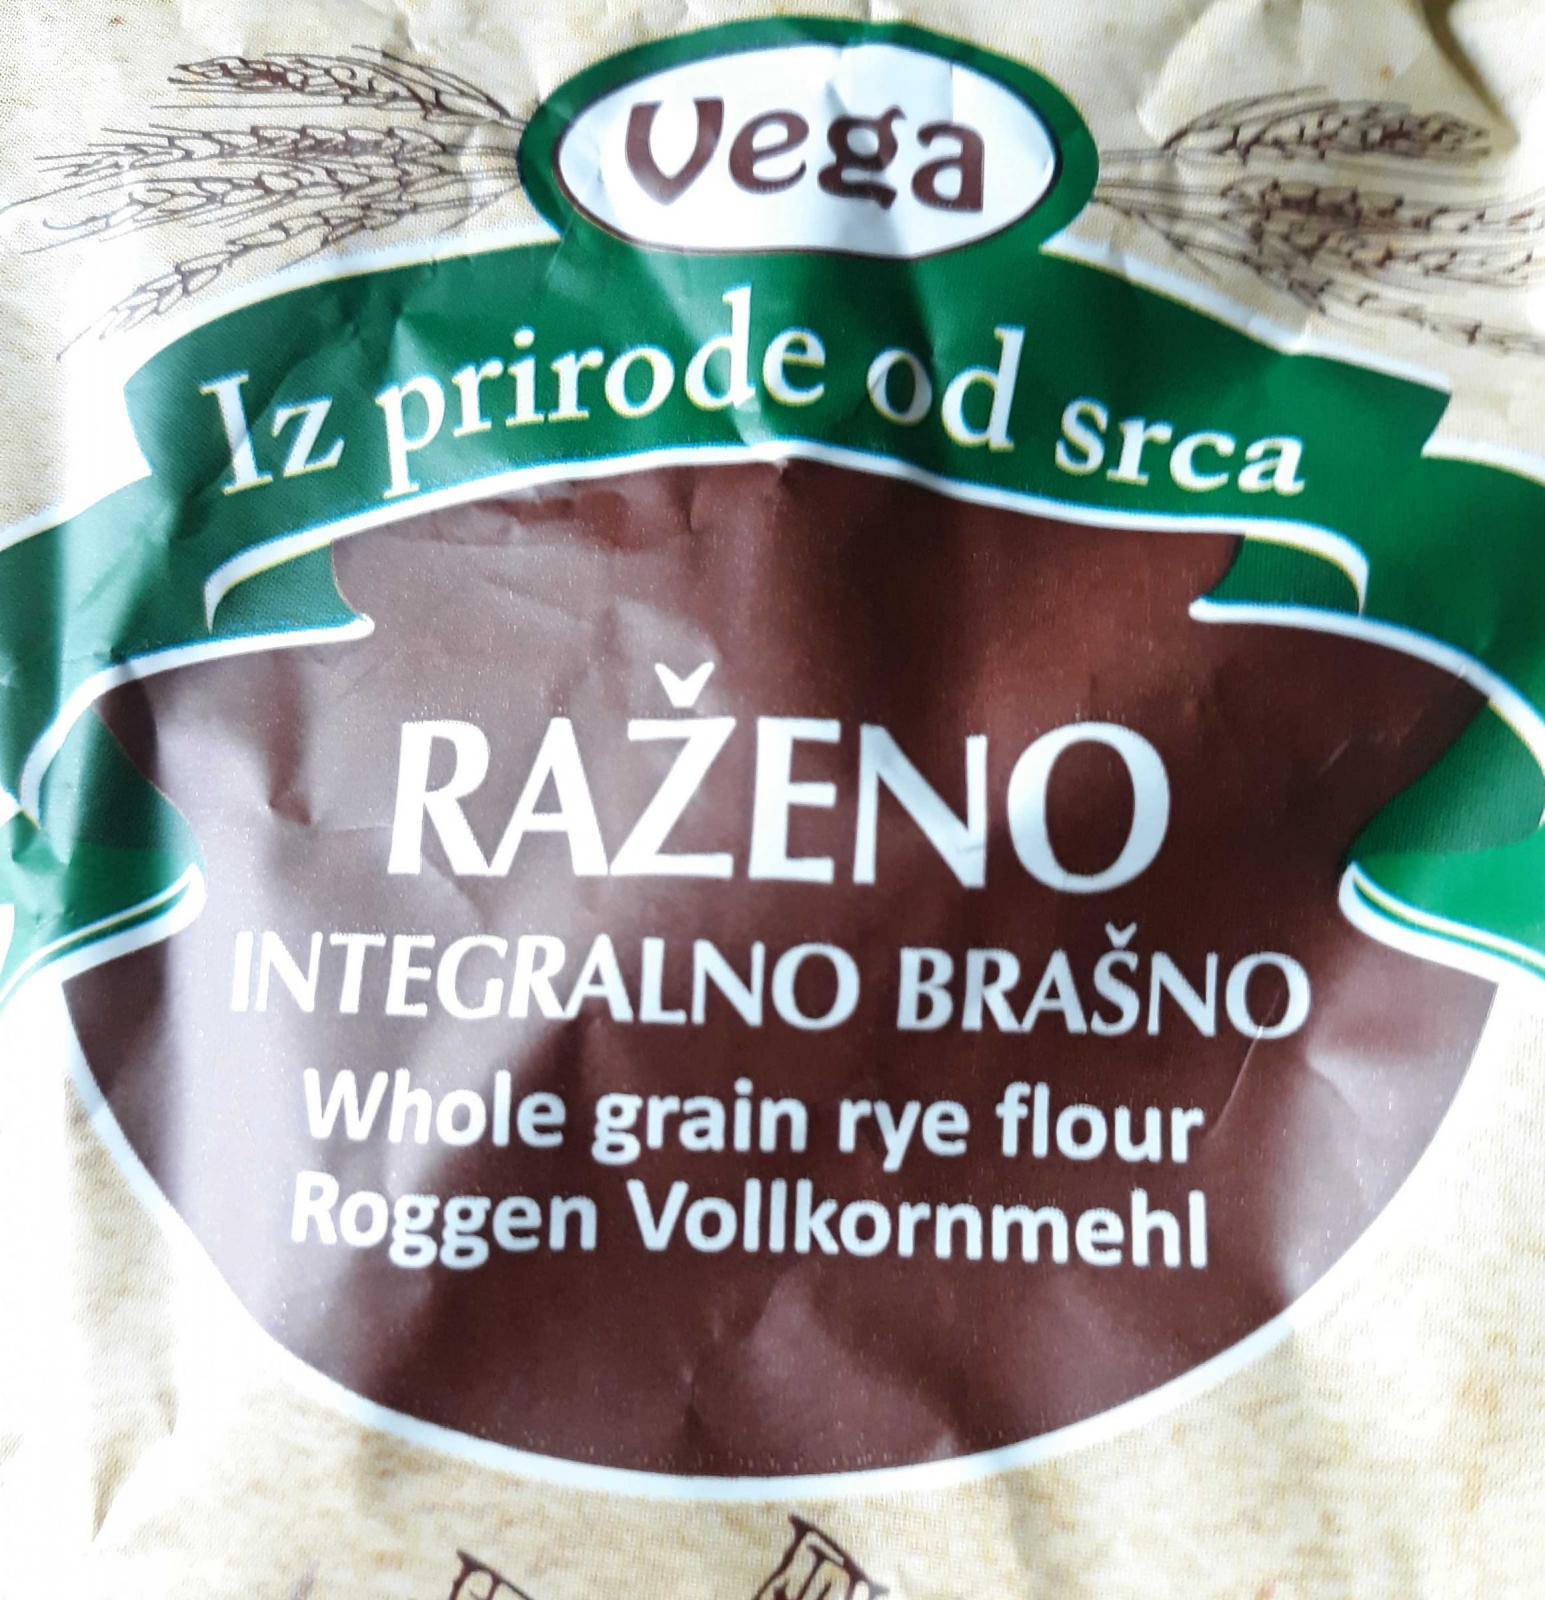 Vega
Iz prirode od srca
RAŽENO
INTEGRALNO BRAŠNO
Whole grain rye flour
Roggen Vollkornmehl